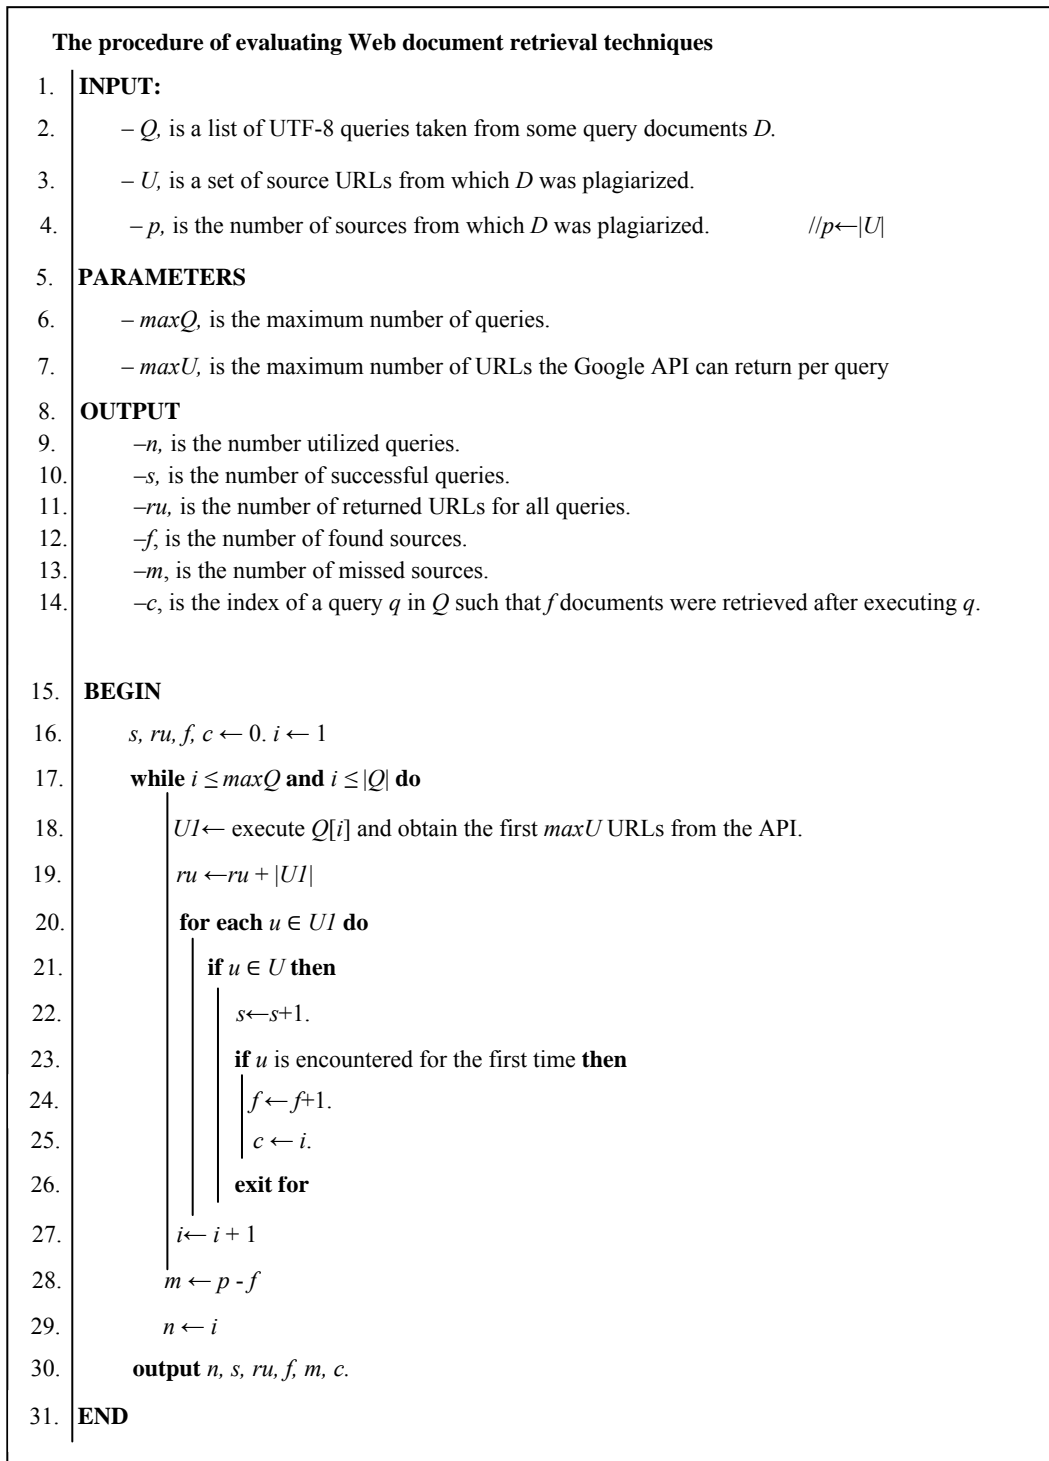 The procedure of evaluating Web document retrieval techniques
1. INPUT:
2. – Q, is a list of UTF-8 queries taken from some query documents D.
3. – U, is a set of source URLs from which D was plagiarized.
4. – p, is the number of sources from which D was plagiarized. //p←|U|
5. PARAMETERS
6. – maxQ, is the maximum number of queries.
7. – maxU, is the maximum number of URLs the Google API can return per query
8. OUTPUT
9. –n, is the number utilized queries.
10. –s, is the number of successful queries.
11. –ru, is the number of returned URLs for all queries.
12. –f, is the number of found sources.
13. –m, is the number of missed sources.
14. –c, is the index of a query q in Q such that f documents were retrieved after executing q.
15. BEGIN
16. s, ru, f, c ← 0. i ← 1
17. while i ≤ maxQ and i ≤ |Q| do
18. U1← execute Q[i] and obtain the first maxU URLs from the API.
19. ru ←ru + |U1|
20. for each u ∈ U1 do
21. if u ∈ U then
22. s←s+1.
23. if u is encountered for the first time then
24. f ← f+1.
25. c ← i.
26. exit for
27. i← i + 1
28. m ← p - f
29. n ← i
30. output n, s, ru, f, m, c.
31. END